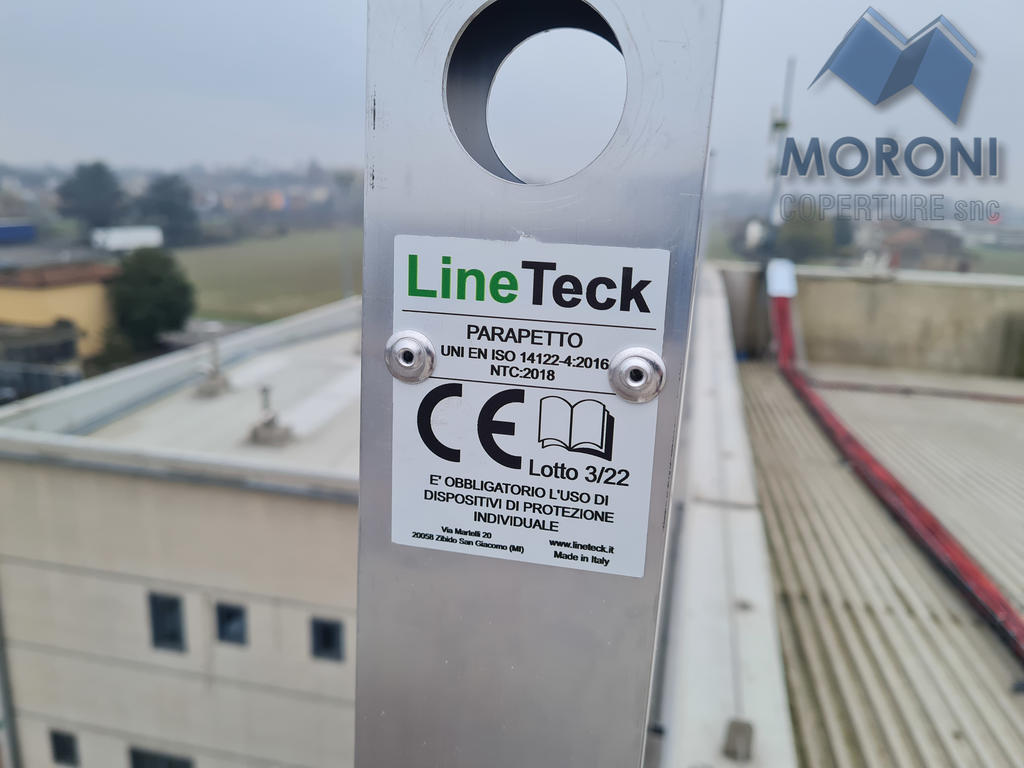 MORONI
COPERTURE snc
LineTeck
PARAPETTO
UNI EN ISO 14122-4:2016
NTC:2018
CE
Lotto 3/22
E' OBBLIGATORIO L'USO DI
DISPOSITIVI DI PROTEZIONE
INDIVIDUALE
Via Martelli 20
20058 Zibido San Giacomo (MI)
www.lineteck.it
Made in Italy